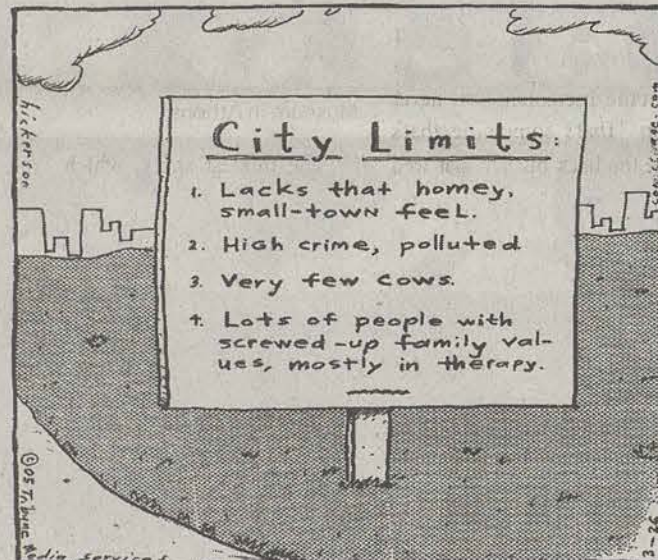 City Limits:
1. Lacks that homey,
small-town feel.
2. High crime, polluted
3. Very few cows.
4. Lots of people with
screwed-up family val-
ues, mostly in therapy.
hickerson
©05 Tribune Media Services